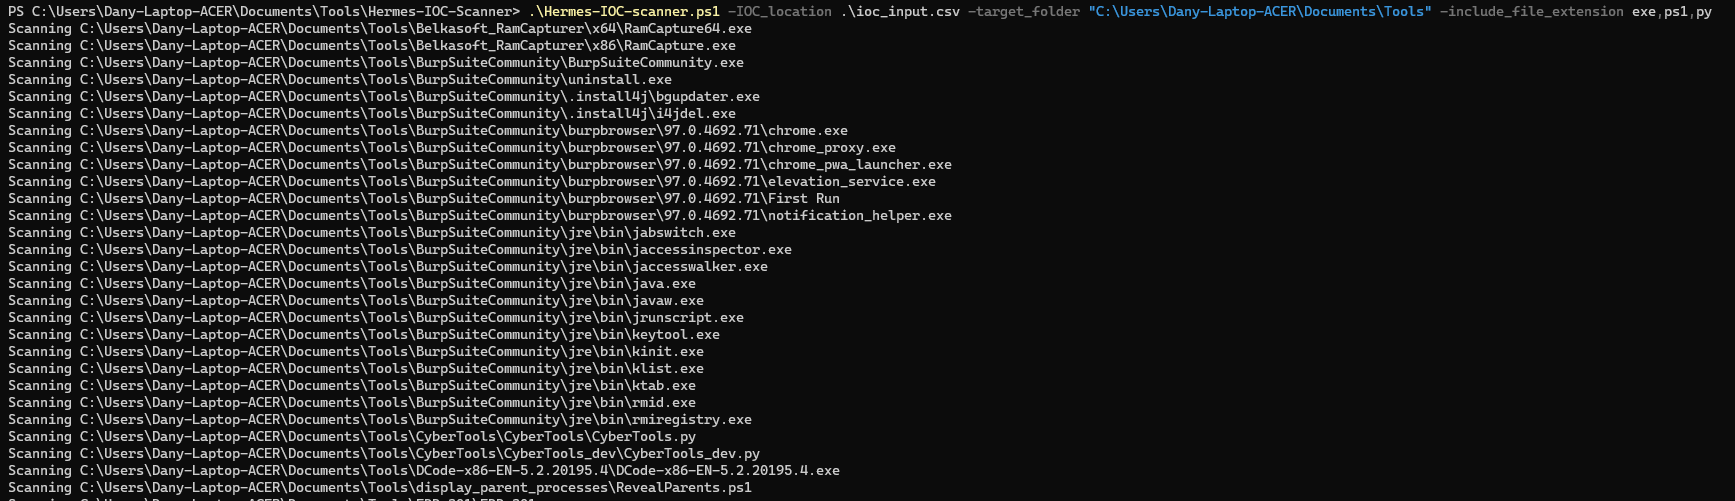 PS C:\Users\Dany-Laptop-ACER\Documents\Tools\Hermes-IOC-Scanner> .\Hermes-IOC-scanner.ps1 -IOC_location .\ioc_input.csv -target_folder "C:\Users\Dany-Laptop-ACER\Documents\Tools" -include_file_extension exe,ps1,py
Scanning C:\Users\Dany-Laptop-ACER\Documents\Tools\Belkasoft_RamCapturer\x64\RamCapture64.exe
Scanning C:\Users\Dany-Laptop-ACER\Documents\Tools\Belkasoft_RamCapturer\x86\RamCapture.exe
Scanning C:\Users\Dany-Laptop-ACER\Documents\Tools\BurpSuiteCommunity\BurpSuiteCommunity.exe
Scanning C:\Users\Dany-Laptop-ACER\Documents\Tools\BurpSuiteCommunity\uninstall.exe
Scanning C:\Users\Dany-Laptop-ACER\Documents\Tools\BurpSuiteCommunity\.install4j\bgupdater.exe
Scanning C:\Users\Dany-Laptop-ACER\Documents\Tools\BurpSuiteCommunity\.install4j\i4jdel.exe
Scanning C:\Users\Dany-Laptop-ACER\Documents\Tools\BurpSuiteCommunity\burpbrowser\97.0.4692.71\chrome.exe
Scanning C:\Users\Dany-Laptop-ACER\Documents\Tools\BurpSuiteCommunity\burpbrowser\97.0.4692.71\chrome_proxy.exe
Scanning C:\Users\Dany-Laptop-ACER\Documents\Tools\BurpSuiteCommunity\burpbrowser\97.0.4692.71\chrome_pwa_launcher.exe
Scanning C:\Users\Dany-Laptop-ACER\Documents\Tools\BurpSuiteCommunity\burpbrowser\97.0.4692.71\elevation_service.exe
Scanning C:\Users\Dany-Laptop-ACER\Documents\Tools\BurpSuiteCommunity\burpbrowser\97.0.4692.71\First Run
Scanning C:\Users\Dany-Laptop-ACER\Documents\Tools\BurpSuiteCommunity\burpbrowser\97.0.4692.71\notification_helper.exe
Scanning C:\Users\Dany-Laptop-ACER\Documents\Tools\BurpSuiteCommunity\jre\bin\jabswitch.exe
Scanning C:\Users\Dany-Laptop-ACER\Documents\Tools\BurpSuiteCommunity\jre\bin\jaccessinspector.exe
Scanning C:\Users\Dany-Laptop-ACER\Documents\Tools\BurpSuiteCommunity\jre\bin\jaccesswalker.exe
Scanning C:\Users\Dany-Laptop-ACER\Documents\Tools\BurpSuiteCommunity\jre\bin\java.exe
Scanning C:\Users\Dany-Laptop-ACER\Documents\Tools\BurpSuiteCommunity\jre\bin\javaw.exe
Scanning C:\Users\Dany-Laptop-ACER\Documents\Tools\BurpSuiteCommunity\jre\bin\jrunscript.exe
Scanning C:\Users\Dany-Laptop-ACER\Documents\Tools\BurpSuiteCommunity\jre\bin\keytool.exe
Scanning C:\Users\Dany-Laptop-ACER\Documents\Tools\BurpSuiteCommunity\jre\bin\kinit.exe
Scanning C:\Users\Dany-Laptop-ACER\Documents\Tools\BurpSuiteCommunity\jre\bin\klist.exe
Scanning C:\Users\Dany-Laptop-ACER\Documents\Tools\BurpSuiteCommunity\jre\bin\ktab.exe
Scanning C:\Users\Dany-Laptop-ACER\Documents\Tools\BurpSuiteCommunity\jre\bin\rmid.exe
Scanning C:\Users\Dany-Laptop-ACER\Documents\Tools\BurpSuiteCommunity\jre\bin\rmiregistry.exe
Scanning C:\Users\Dany-Laptop-ACER\Documents\Tools\CyberTools\CyberTools\CyberTools.py
Scanning C:\Users\Dany-Laptop-ACER\Documents\Tools\CyberTools\CyberTools_dev\CyberTools_dev.py
Scanning C:\Users\Dany-Laptop-ACER\Documents\Tools\DCode-x86-EN-5.2.20195.4\DCode-x86-EN-5.2.20195.4.exe
Scanning C:\Users\Dany-Laptop-ACER\Documents\Tools\display_parent_processes\RevealParents.ps1